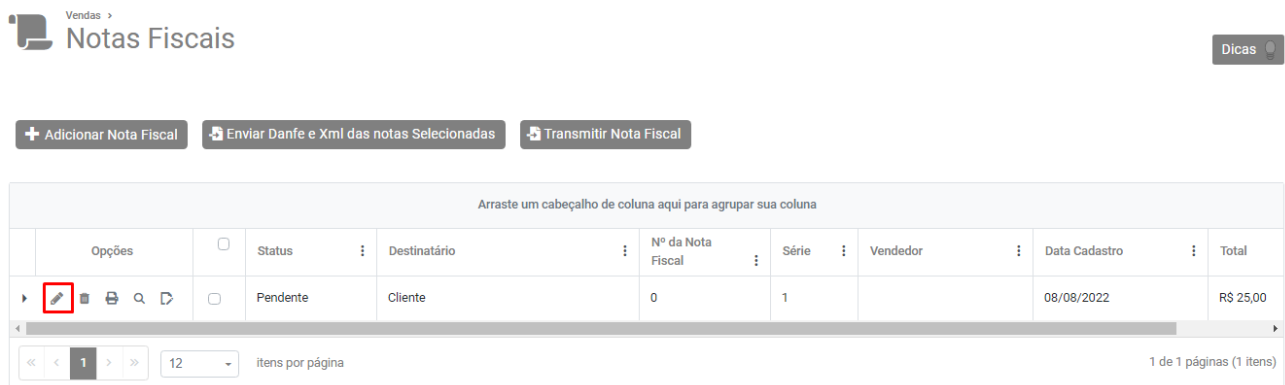 Vendas >
Notas Fiscais
Dicas
Adicionar Nota Fiscal
Enviar Danfe e Xml das notas Selecionadas
Transmitir Nota Fiscal
Arraste um cabeçalho de coluna aqui para agrupar sua coluna
Opções
Status
Destinatário
Nº da Nota
Fiscal
Série
Vendedor
Data Cadastro
Total
Pendente
Cliente
0
1
08/08/2022
R$ 25,00
1
12
itens por página
1 de 1 páginas (1 itens)